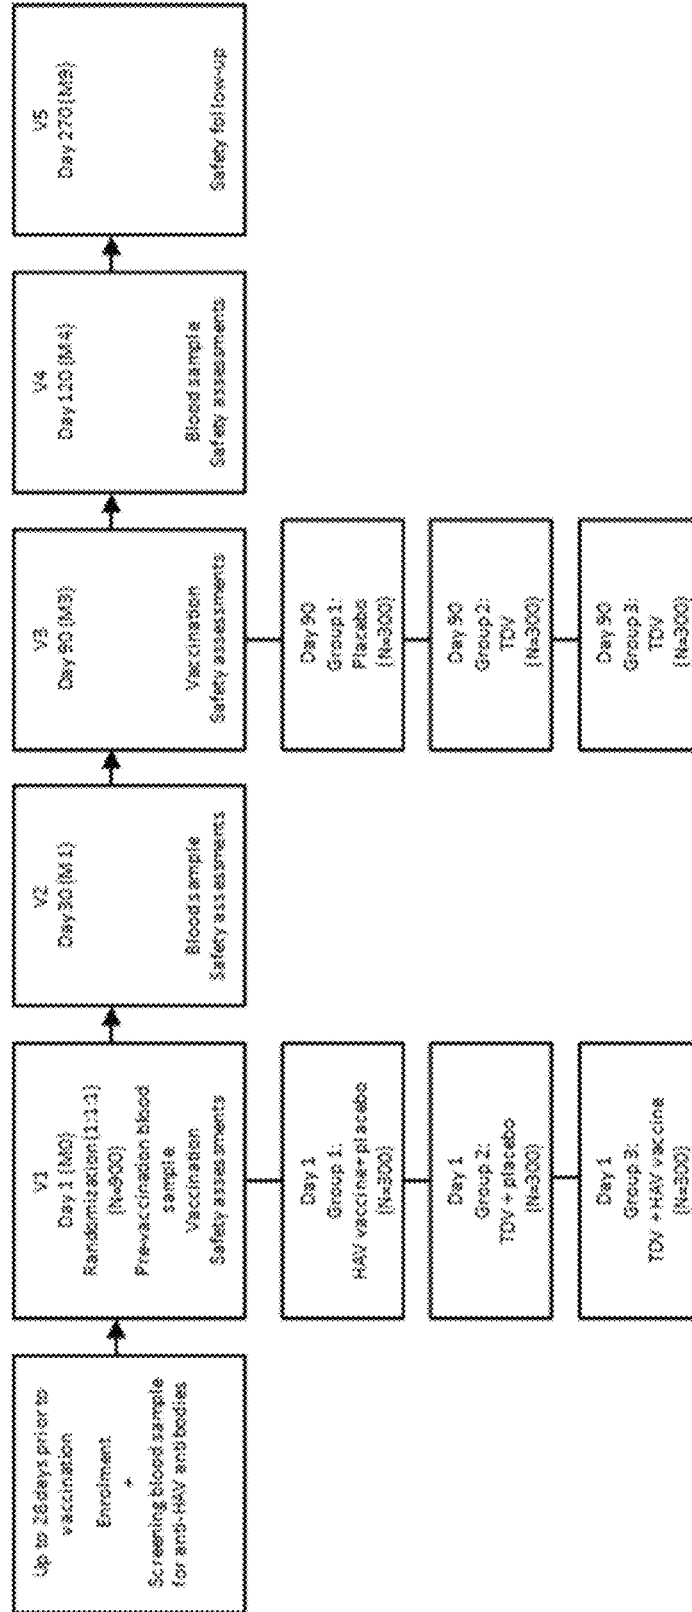 Up to 28 days prior to
vaccination
Enrolment
+
Screening blood sample
for anti-HAV antibodies
V1
Day 1 (M0)
Randomization (1:1:1)
(N=900)
Prevaccination blood
sample
Vaccination
Safety assessments
V2
Day 30 (M 1)
Blood sample
Safety assessments
V3
Day 90 (M3)
Vaccination
Safety assessments
V4
Day 120 (M 4)
Blood sample
Safety assessments
V5
Day 270 (M9)
Safety follow-up
Day 1
Group 1:
HAV vaccine+placebo
(N=300)
Day 90
Group 1:
Placebo
(N=300)
Day 1
Group 2:
TDV + placebo
(N=300)
Day 90
Group 2:
TDV
(N=300)
Day 1
Group 3:
TDV + HAV vaccine
(N=300)
Day 90
Group 3:
TDV
(N=300)